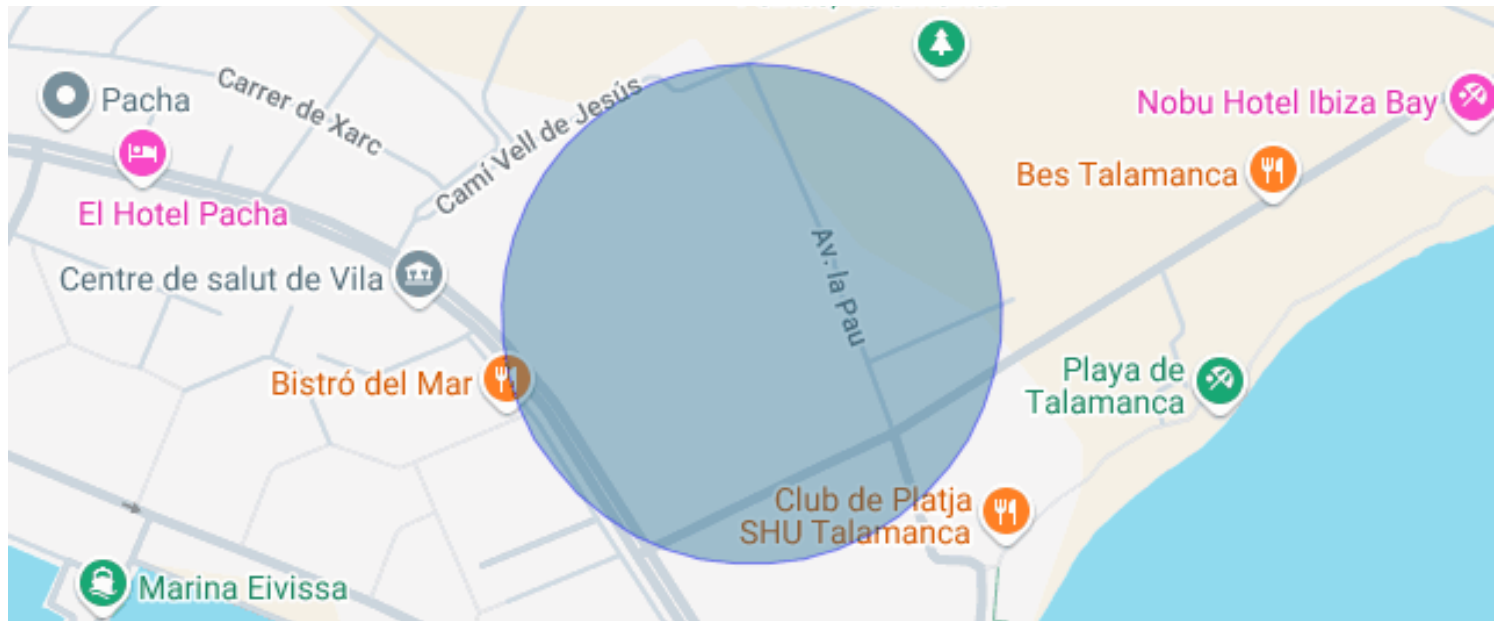 Pacha
Carrer de Xarc
Camí Vell de Jesús
Nobu Hotel Ibiza Bay
Bes Talamanca
El Hotel Pacha
Centre de salut de Vila
Av. la Pau
Bistró del Mar
Playa de
Talamanca
Club de Platja
SHU Talamanca
Marina Eivissa